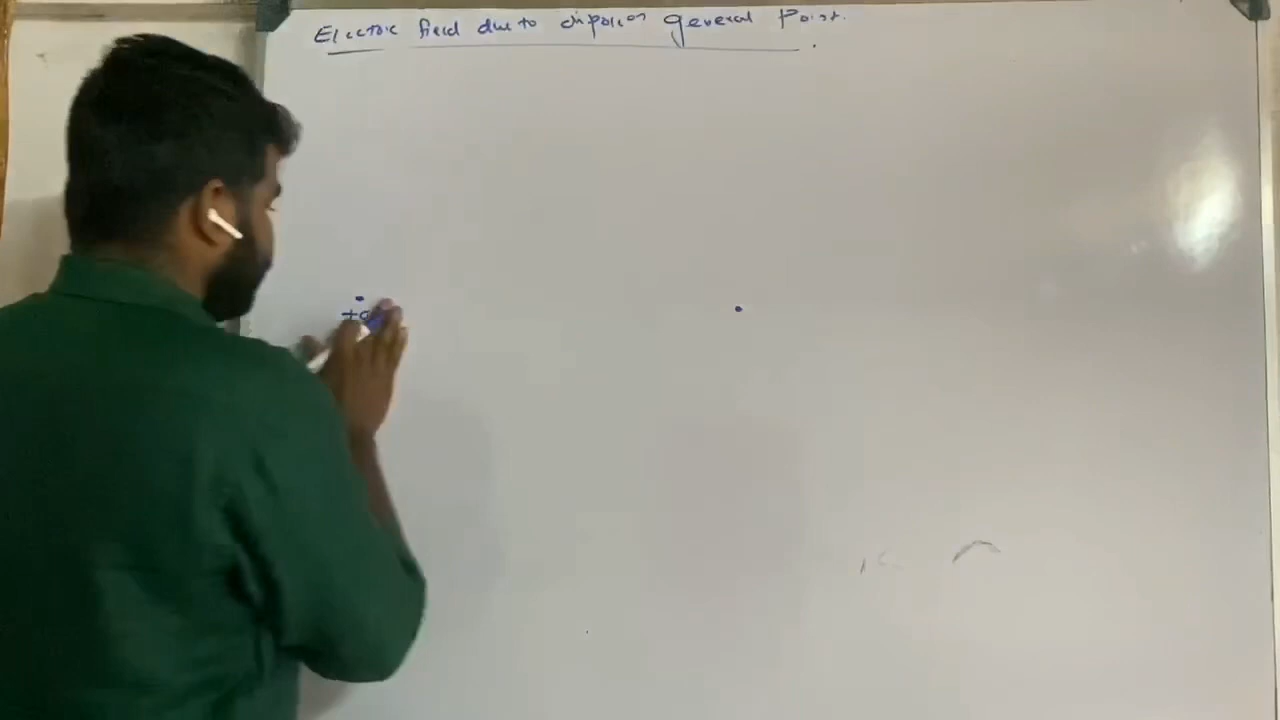 Electric field due to dipole on general Point.
+q